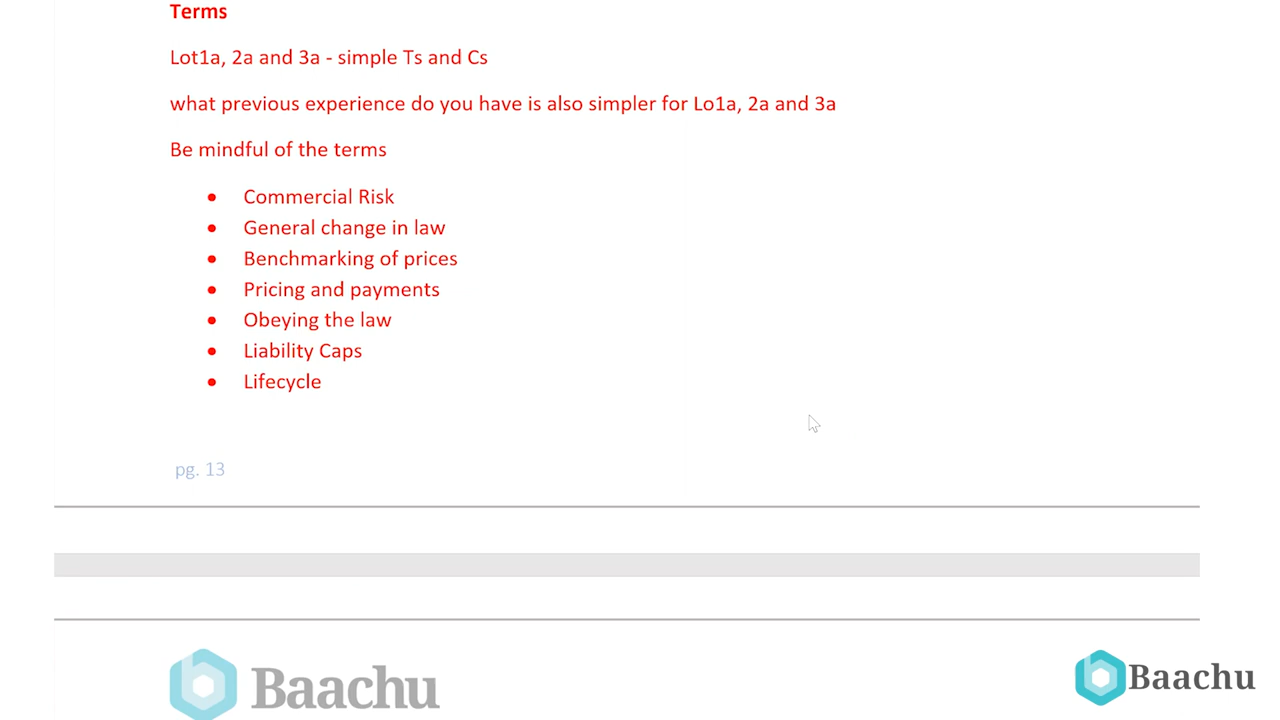 Terms
Lot1a, 2a and 3a - simple Ts and Cs
what previous experience do you have is also simpler for Lo1a, 2a and 3a
Be mindful of the terms
• Commercial Risk
• General change in law
• Benchmarking of prices
• Pricing and payments
• Obeying the law
• Liability Caps
• Lifecycle
pg. 13
Baachu
Baachu